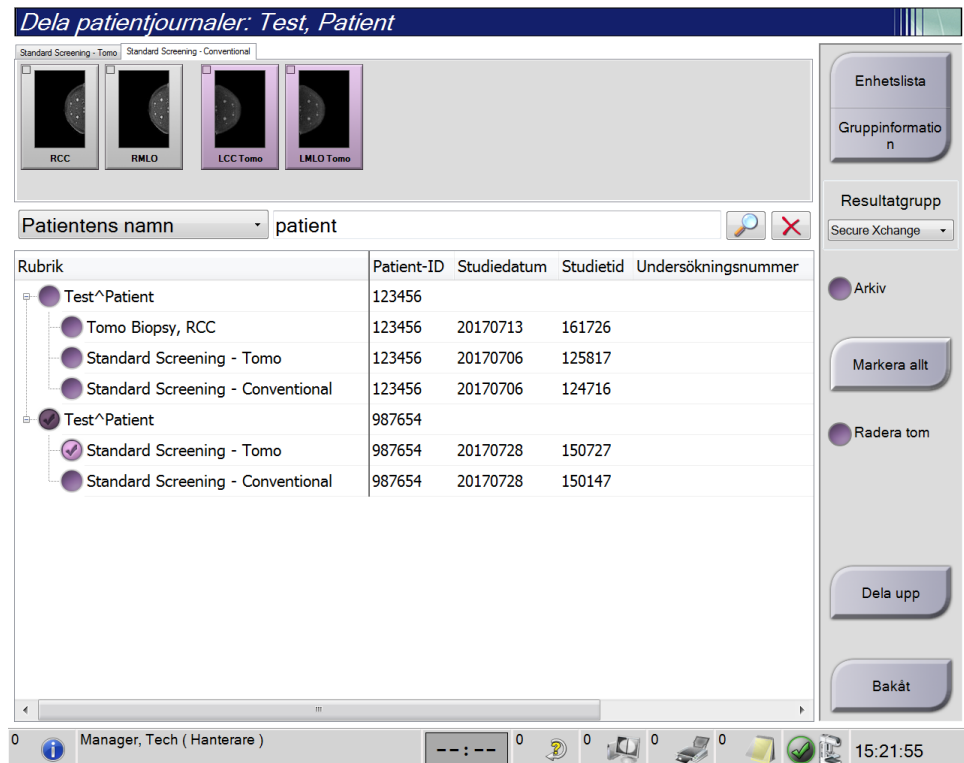 Dela patientjournaler: Test, Patient
Standard Screening - Tomo
Standard Screening - Conventional
RCC
RMLO
LCC Tomo
LMLO Tomo
Patientens namn
patient
Rubrik Patient-ID Studiedatum Studietid Undersökningsnummer
Test^Patient 123456
Tomo Biopsy, RCC 123456 20170713 161726
Standard Screening - Tomo 123456 20170706 125817
Standard Screening - Conventional 123456 20170706 124716
Test^Patient 987654
Standard Screening - Tomo 987654 20170728 150727
Standard Screening - Conventional 987654 20170728 150147
Enhetslista
Gruppinformatio
n
Resultatgrupp
Secure Xchange
Arkiv
Markera allt
Radera tom
Dela upp
Bakåt
0 Manager, Tech ( Hanterare ) --:-- 0 0 0 0 15:21:55